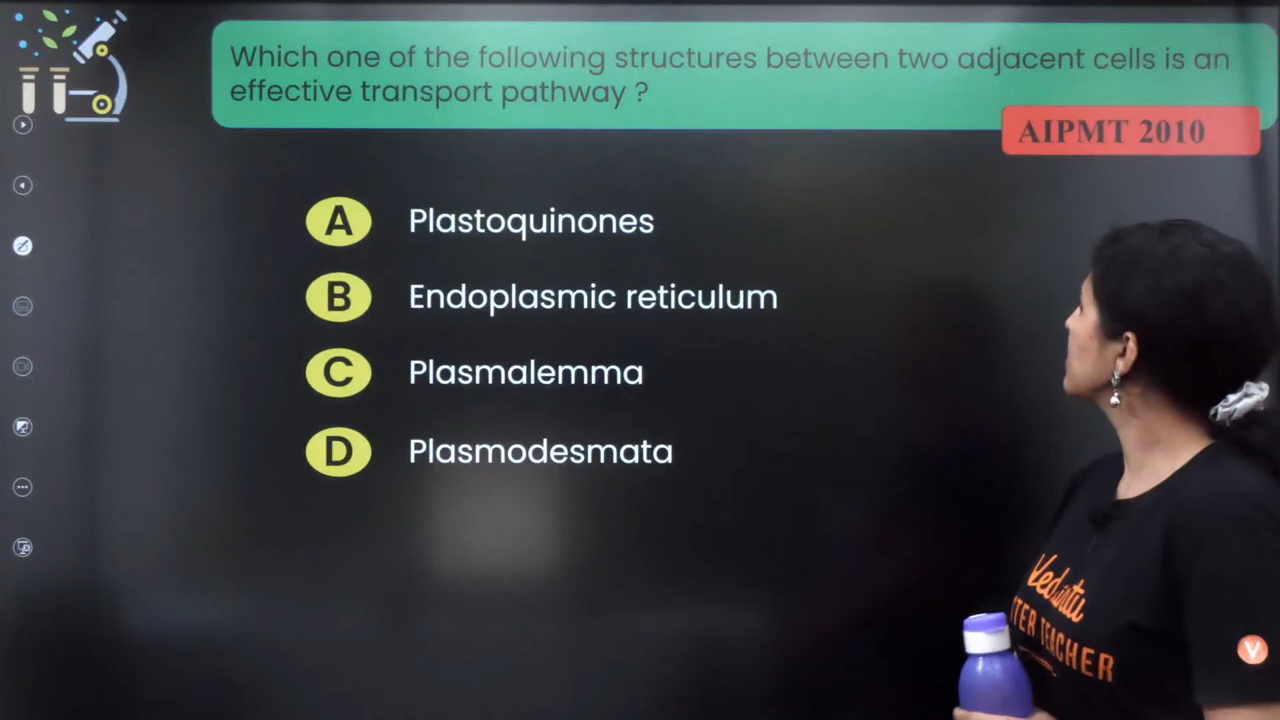 Which one of the following structures between two adjacent cells is an
effective transport pathway ?
AIPMT 2010
A Plastoquinones
B Endoplasmic reticulum
C Plasmalemma
D Plasmodesmata
Vedantu
TEACHER
V